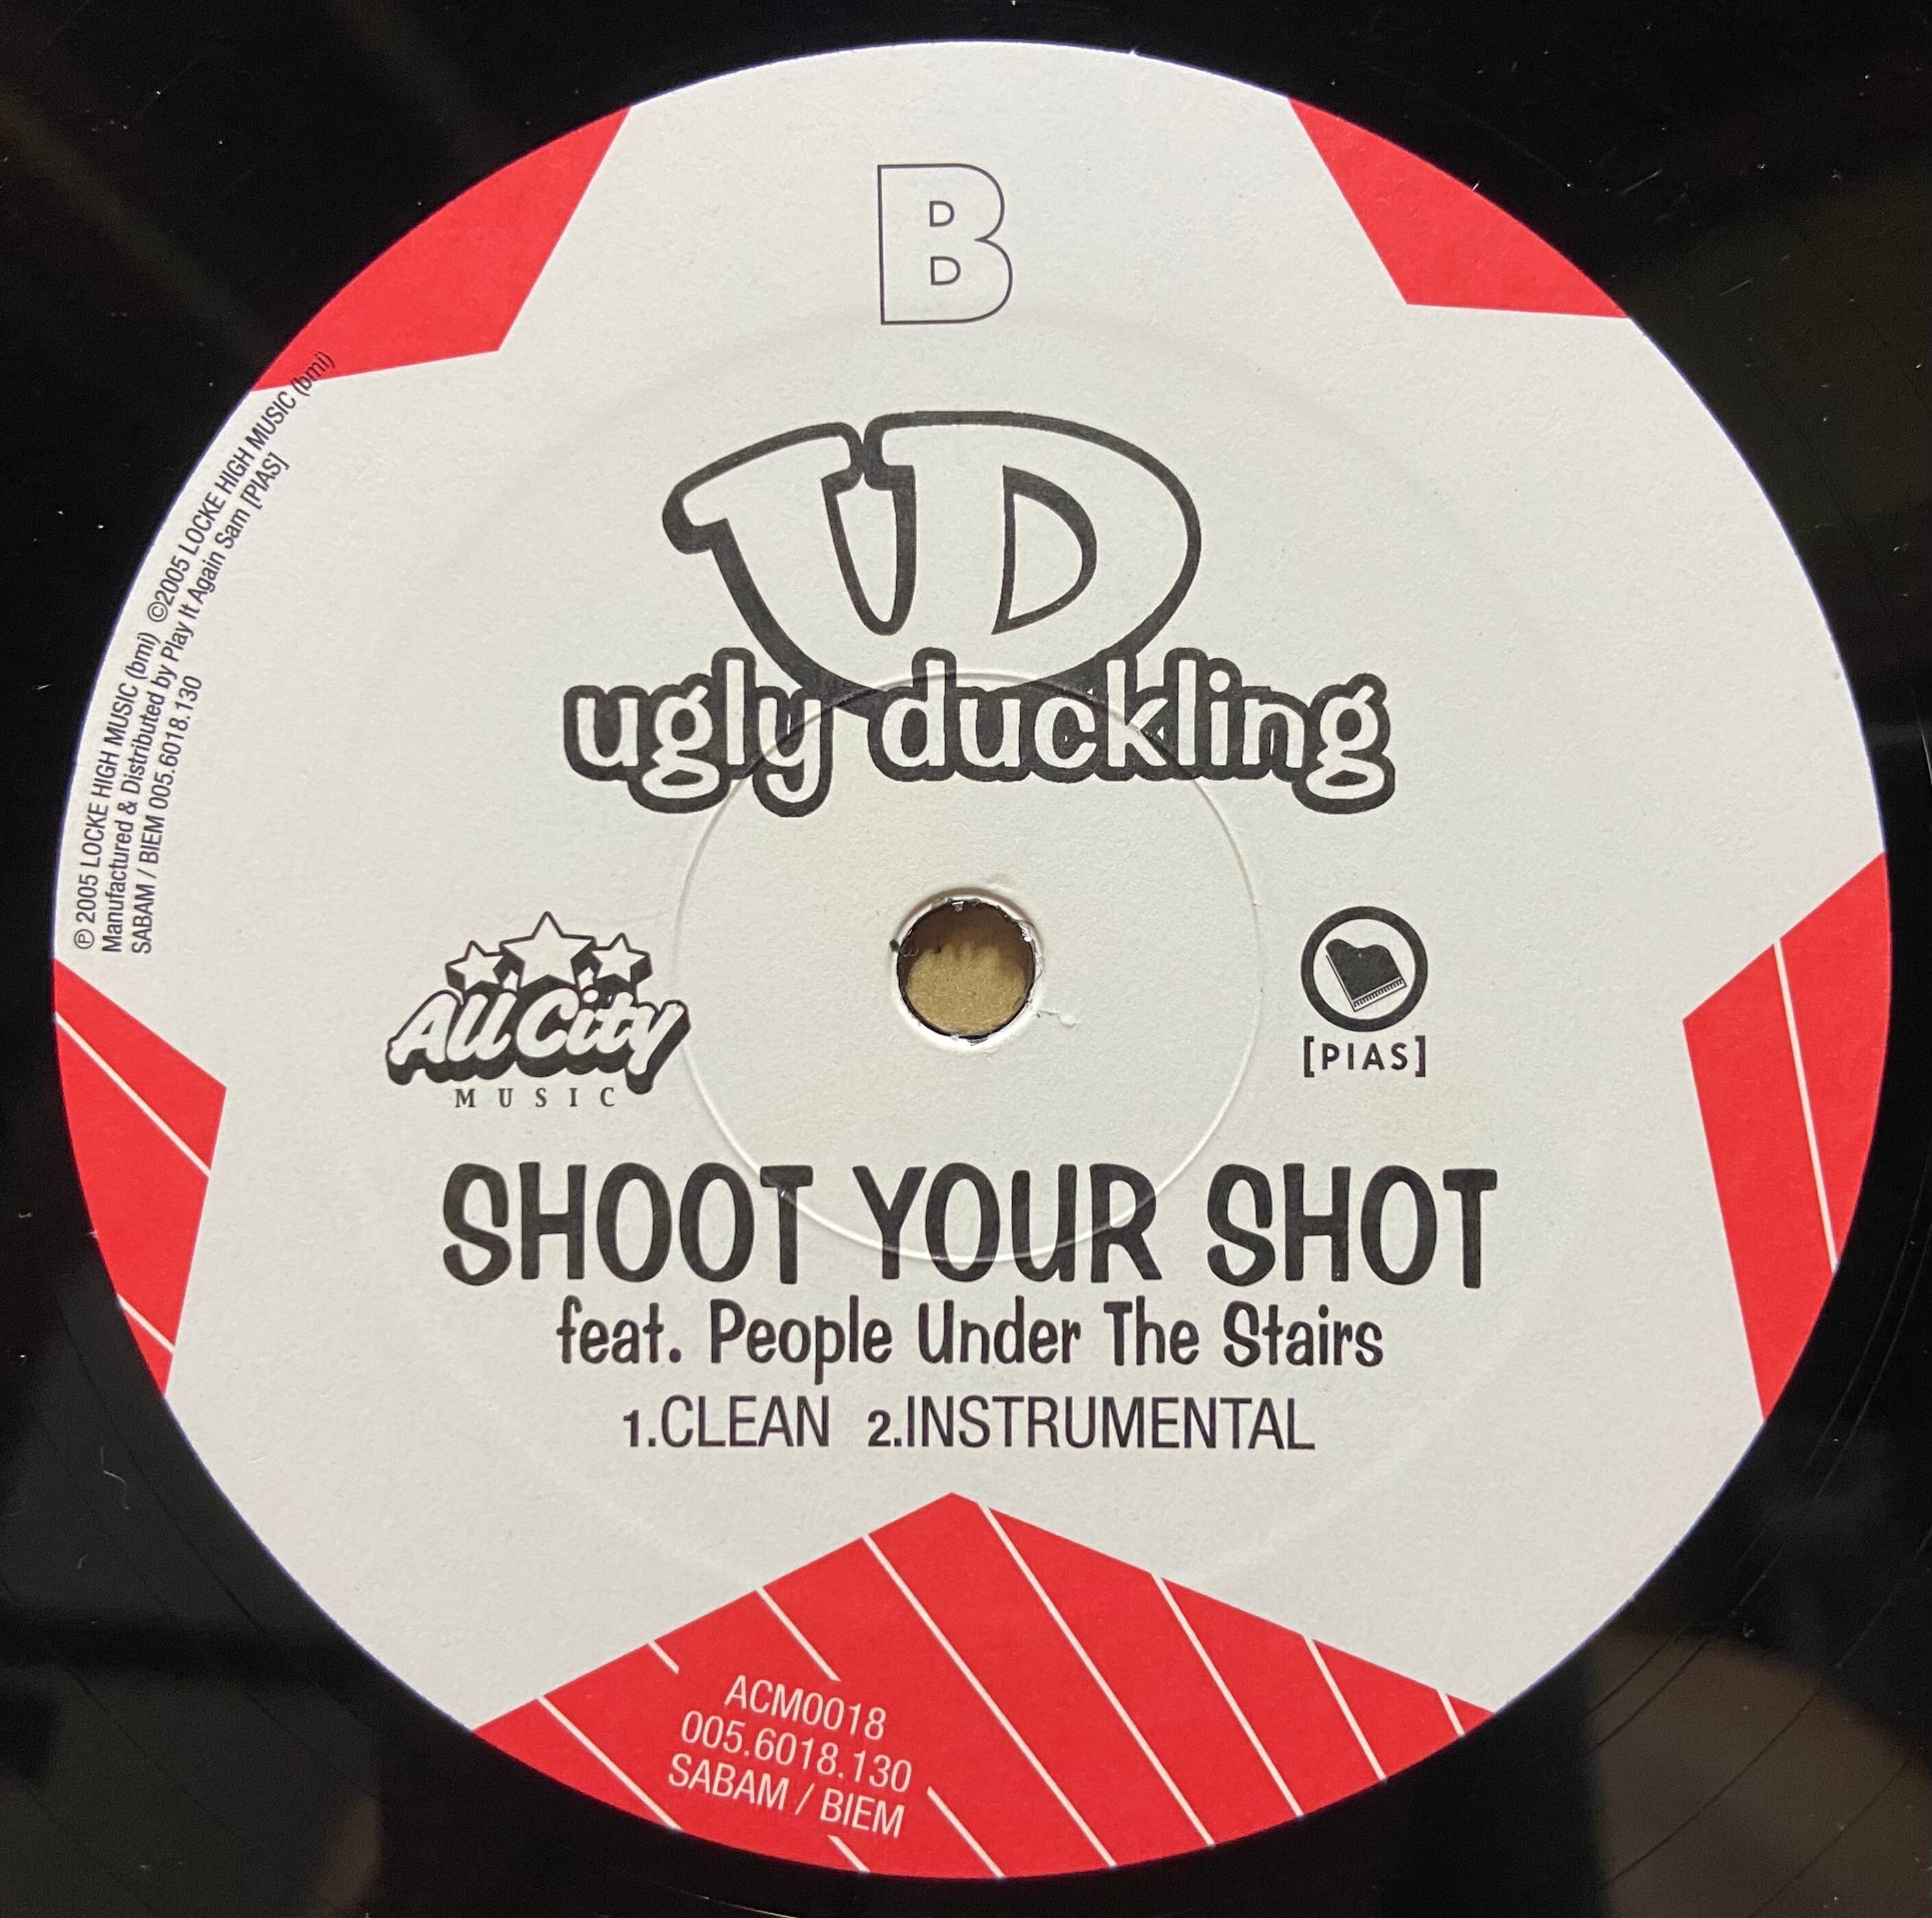 B
UD
ugly duckling
℗ 2005 LOCKE HIGH MUSIC (bmi) ©2005 LOCKE HIGH MUSIC (bmi)
Manufactured & Distributed by Play It Again Sam [PIAS]
SABAM / BIEM 005.6018.130
All City
MUSIC
[PIAS]
SHOOT YOUR SHOT
feat. People Under The Stairs
1.CLEAN 2.INSTRUMENTAL
ACM0018
005.6018.130
SABAM / BIEM